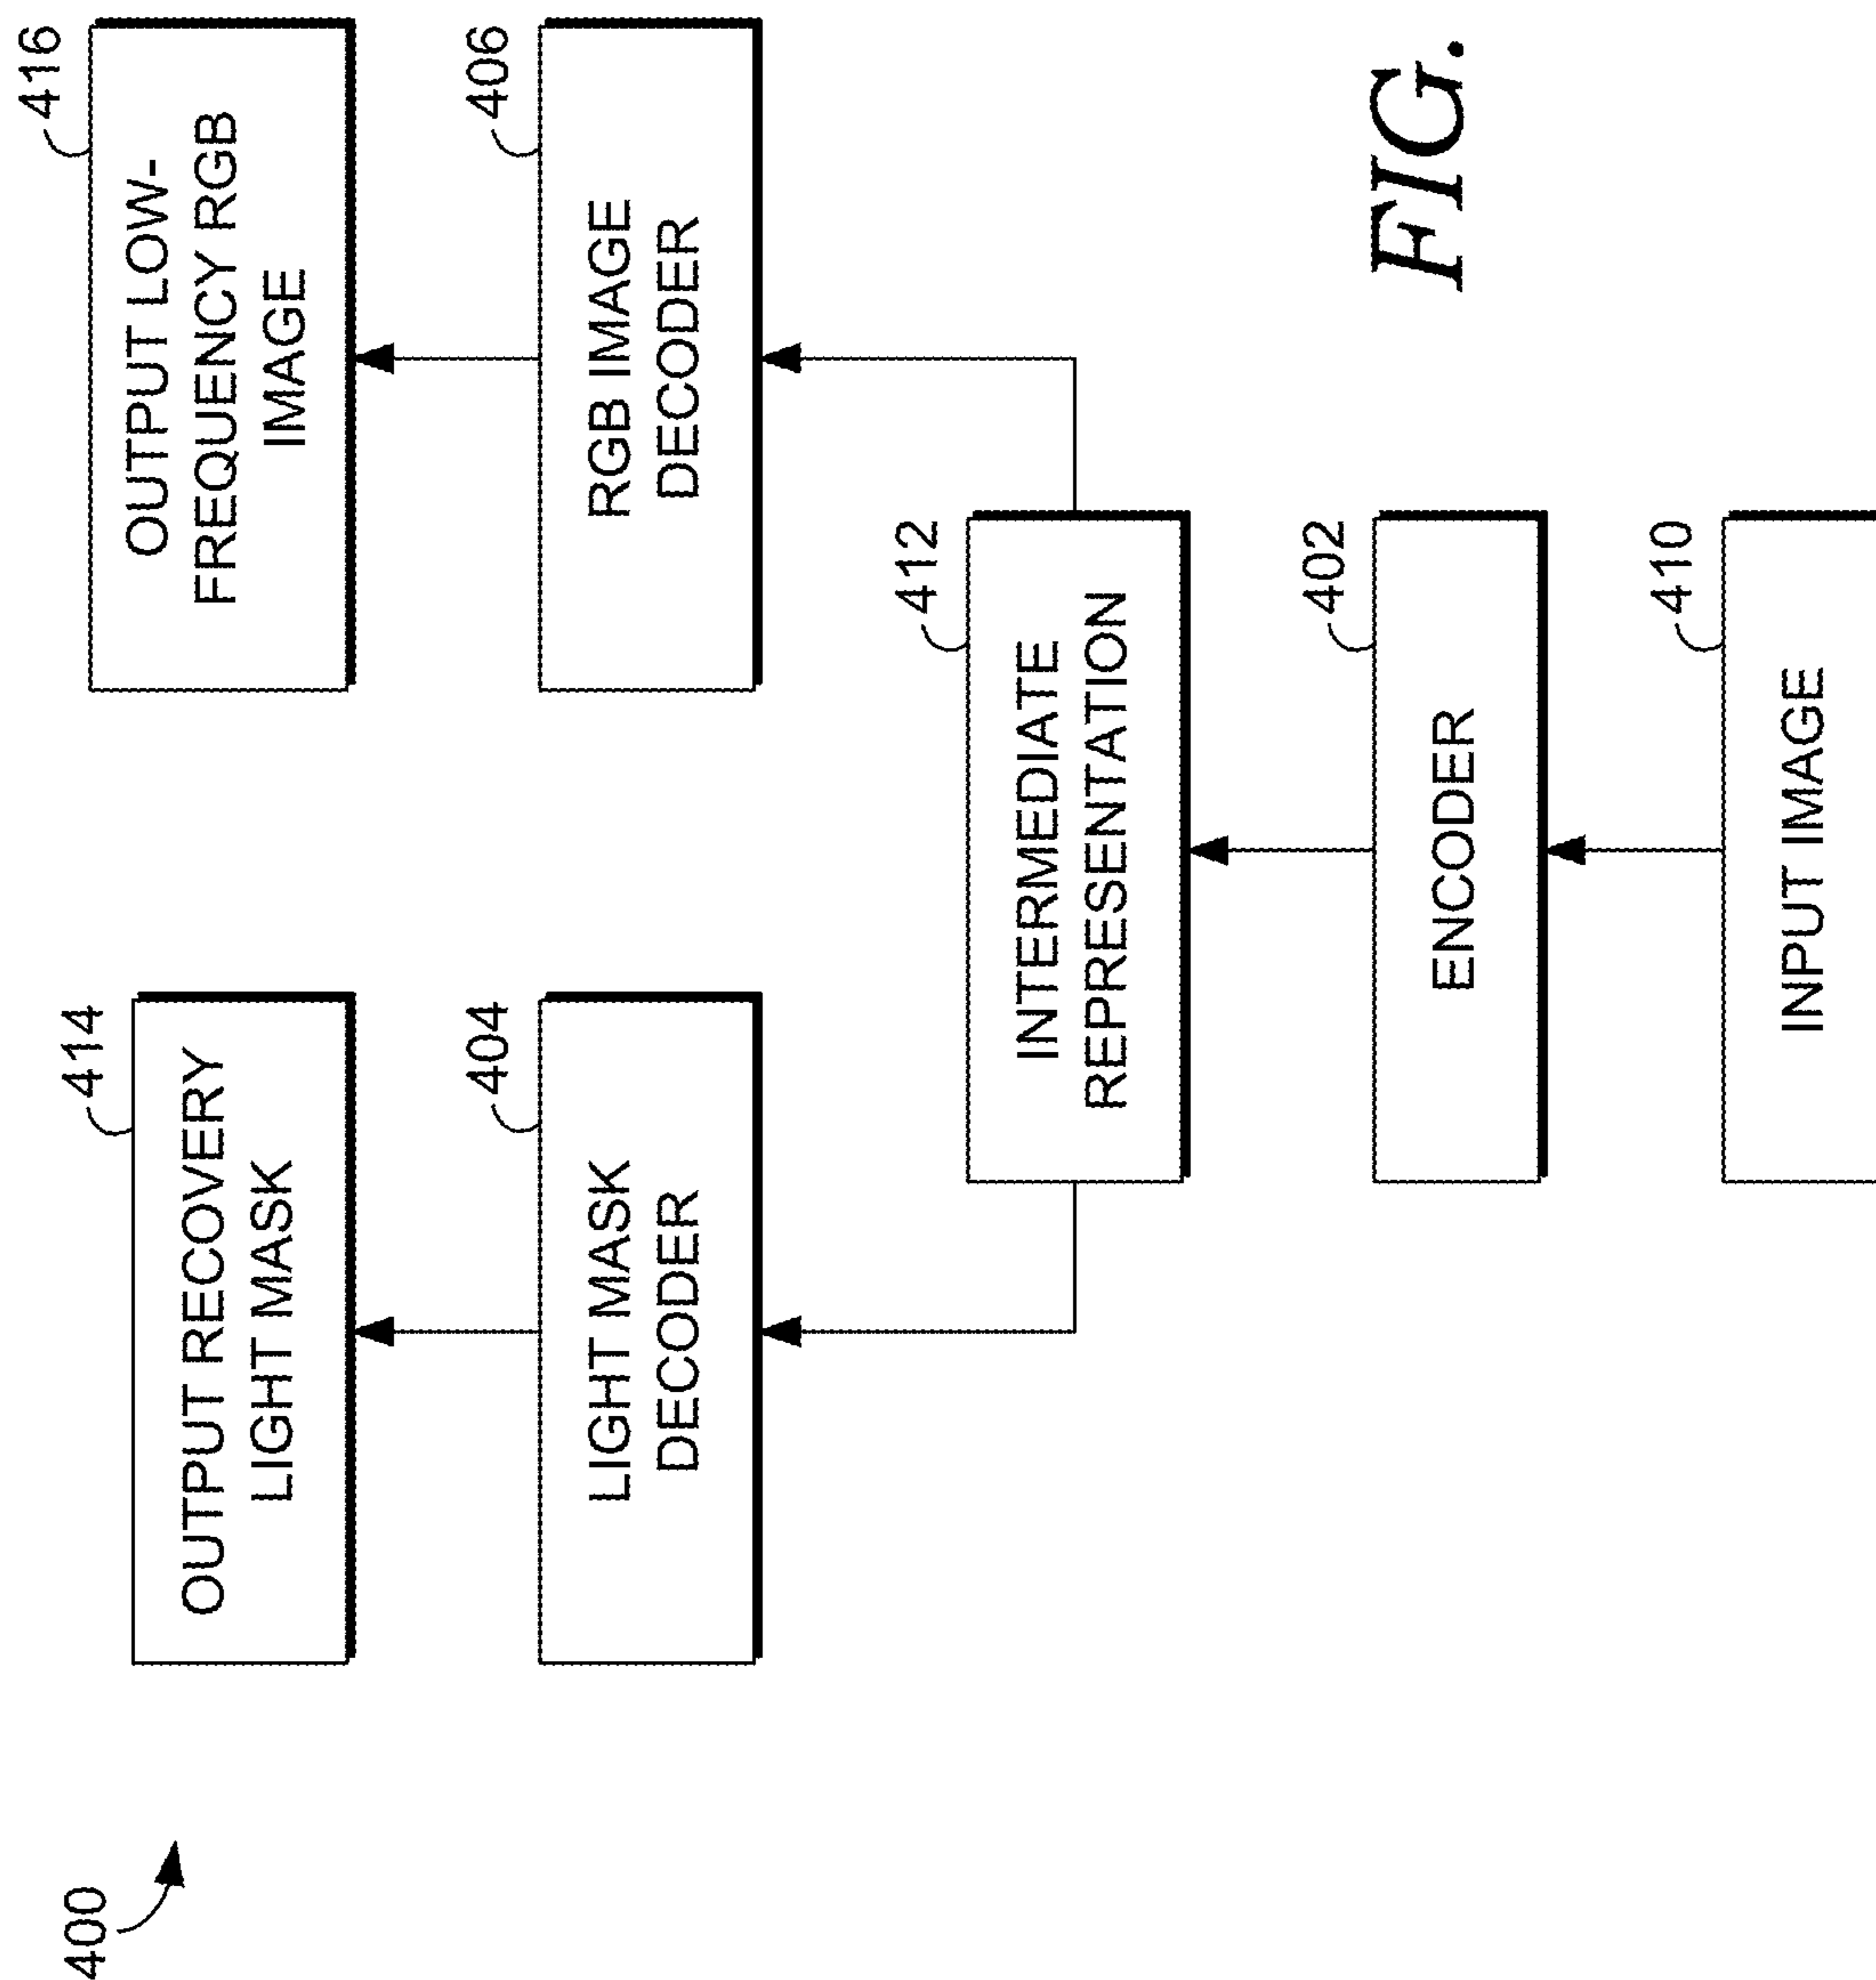 400
414
OUTPUT RECOVERY
LIGHT MASK
416
OUTPUT LOW-
FREQUENCY RGB
IMAGE
404
LIGHT MASK
DECODER
406
RGB IMAGE
DECODER
412
INTERMEDIATE
REPRESENTATION
402
ENCODER
410
INPUT IMAGE
FIG.